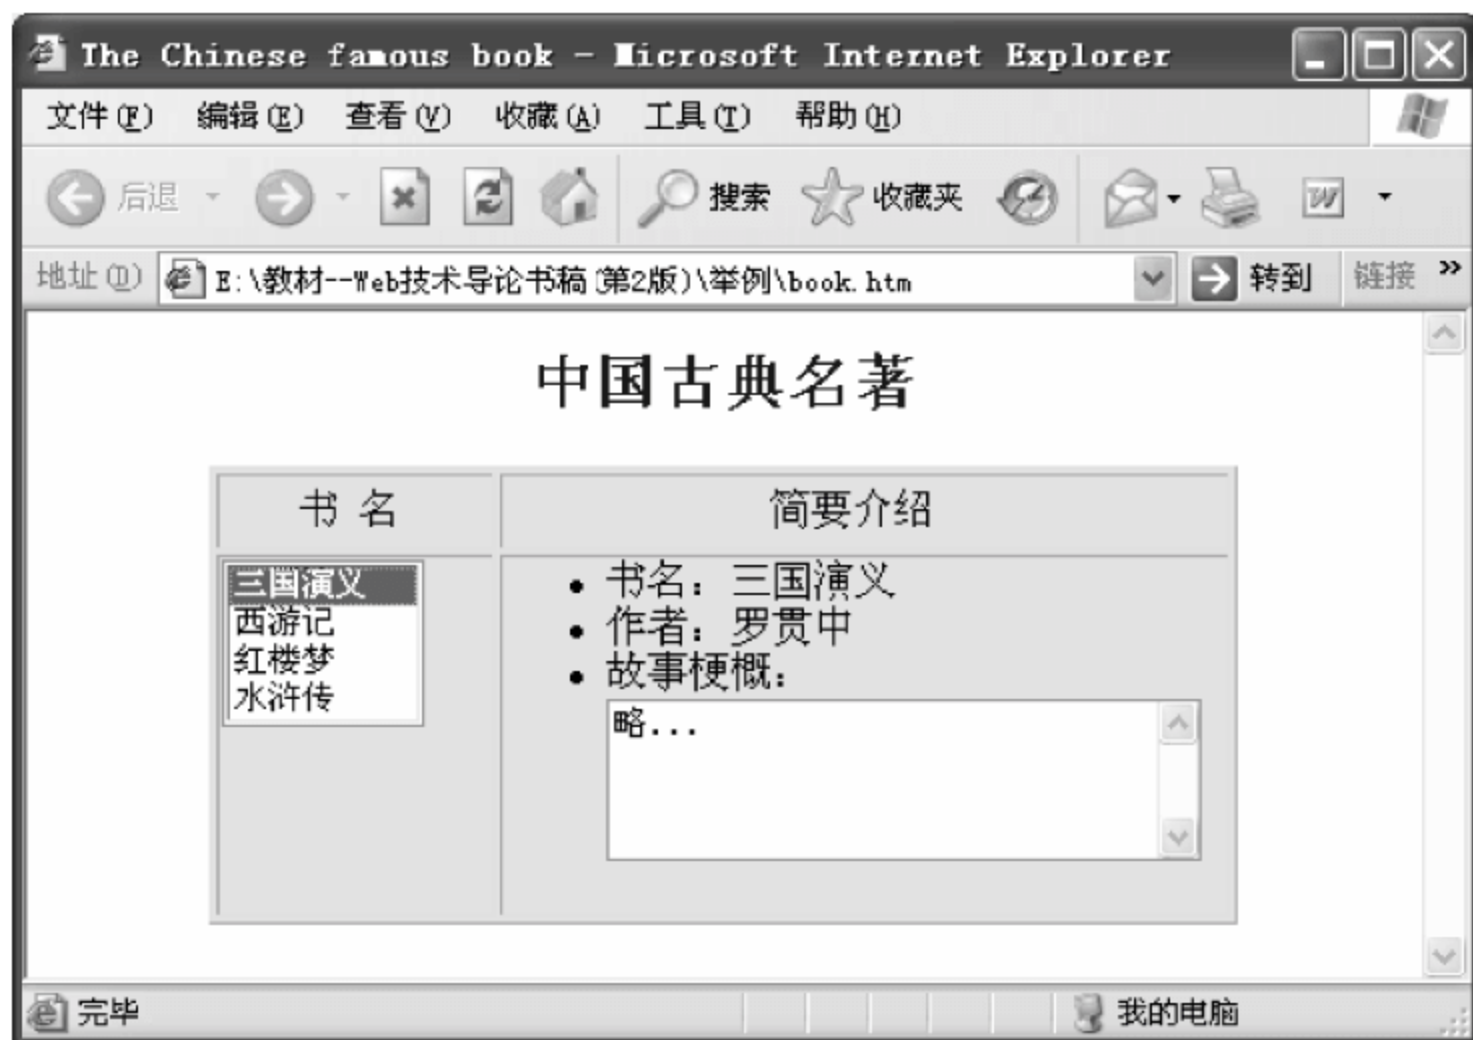 The Chinese famous book - Microsoft Internet Explorer
文件(F) 编辑(E) 查看(V) 收藏(A) 工具(T) 帮助(H)
后退 搜索 收藏夹 W
地址(D) E:\教材--Web技术导论书稿(第2版)\举例\book.htm 转到 链接 »
中国古典名著
书 名 简要介绍
三国演义
西游记
红楼梦
水浒传
• 书名：三国演义
• 作者：罗贯中
• 故事梗概：
略...
完毕 我的电脑